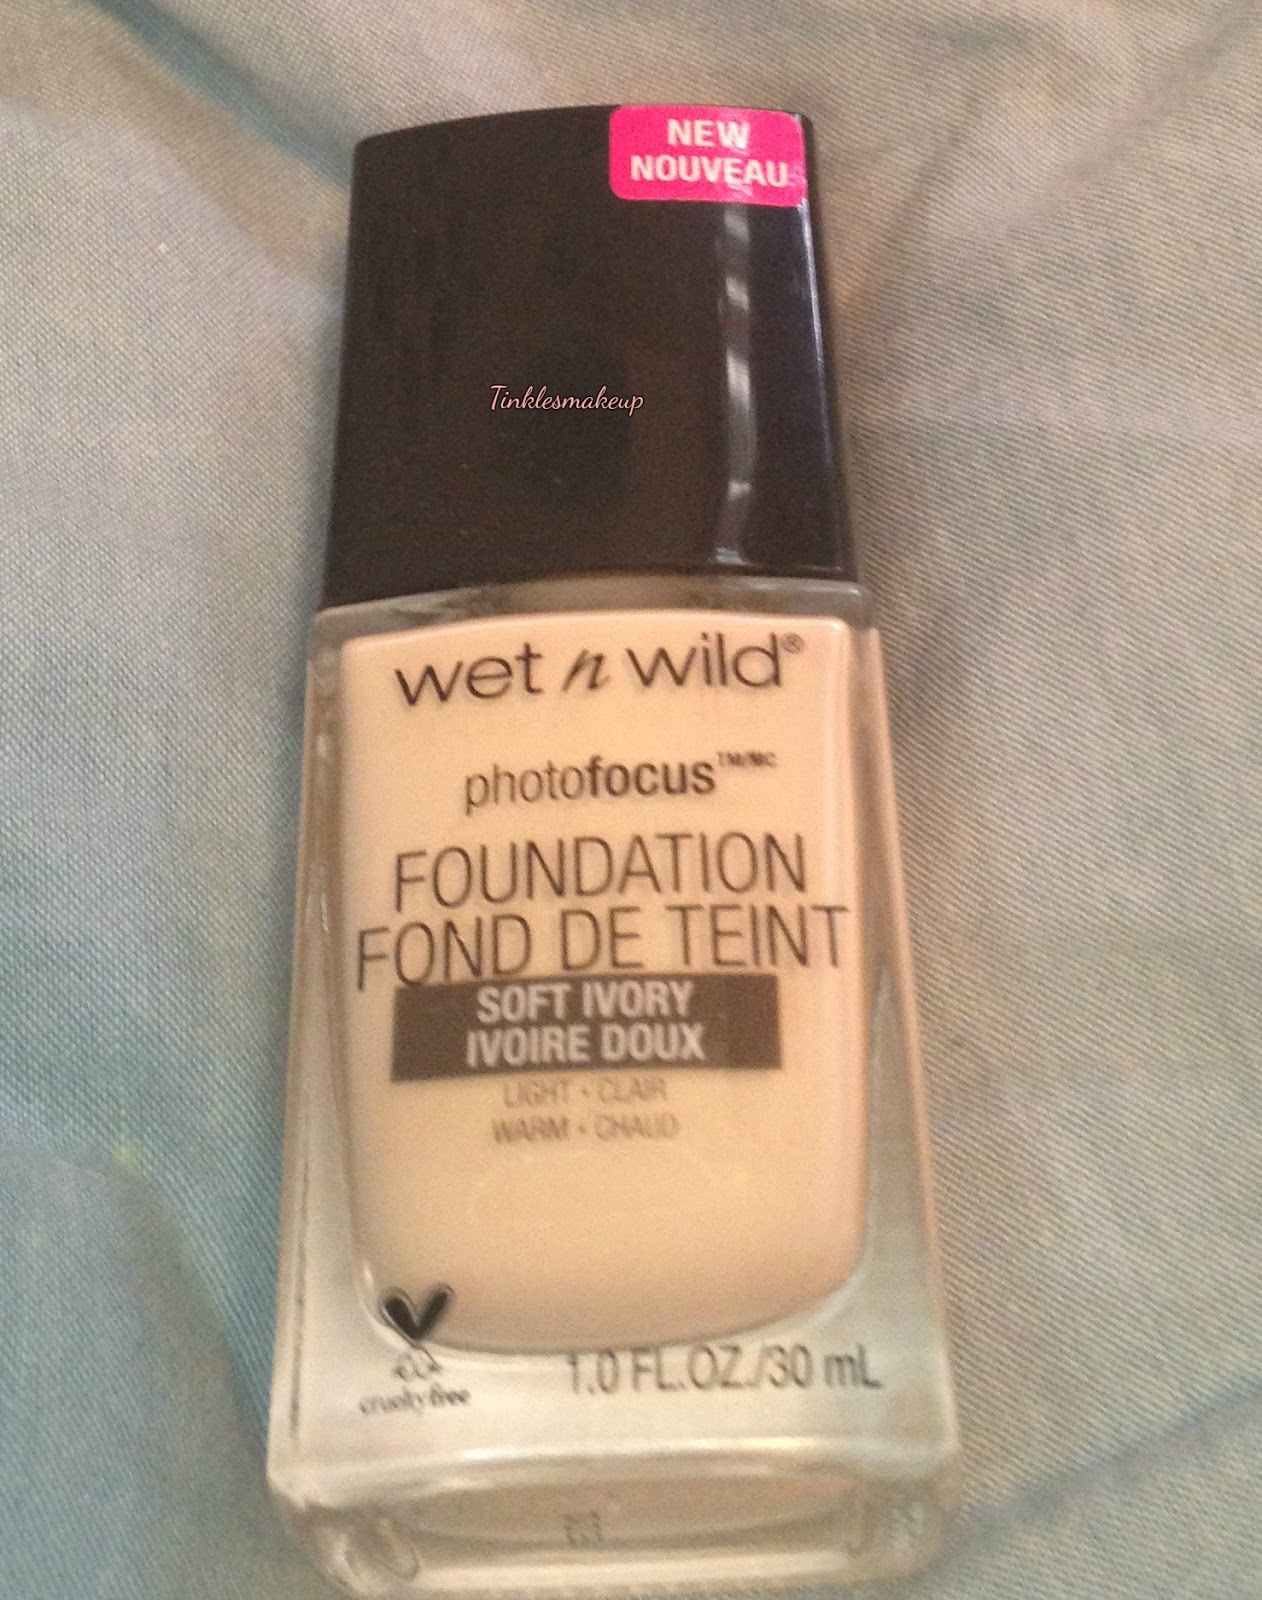 NEW
NOUVEAU
Tinklesmakeup
wet n wild®
photofocus™/MC
FOUNDATION
FOND DE TEINT
SOFT IVORY
IVOIRE DOUX
LIGHT • CLAIR
WARM • CHAUD
cruelty free
1.0 FL.OZ./30 mL